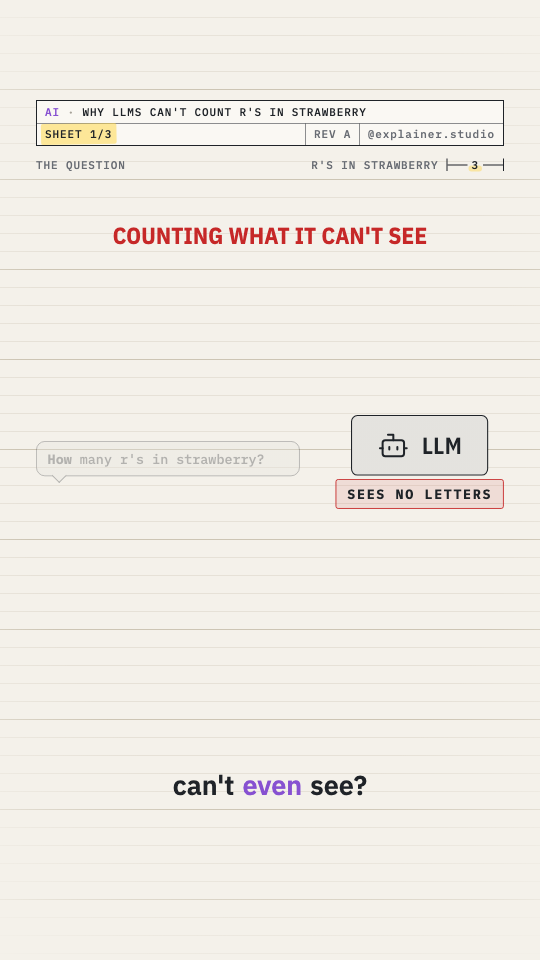 AI · WHY LLMS CAN'T COUNT R'S IN STRAWBERRY
SHEET 1/3 REV A @explainer.studio
THE QUESTION R'S IN STRAWBERRY 3
COUNTING WHAT IT CAN'T SEE
How many r's in strawberry?
LLM
SEES NO LETTERS
can't even see?